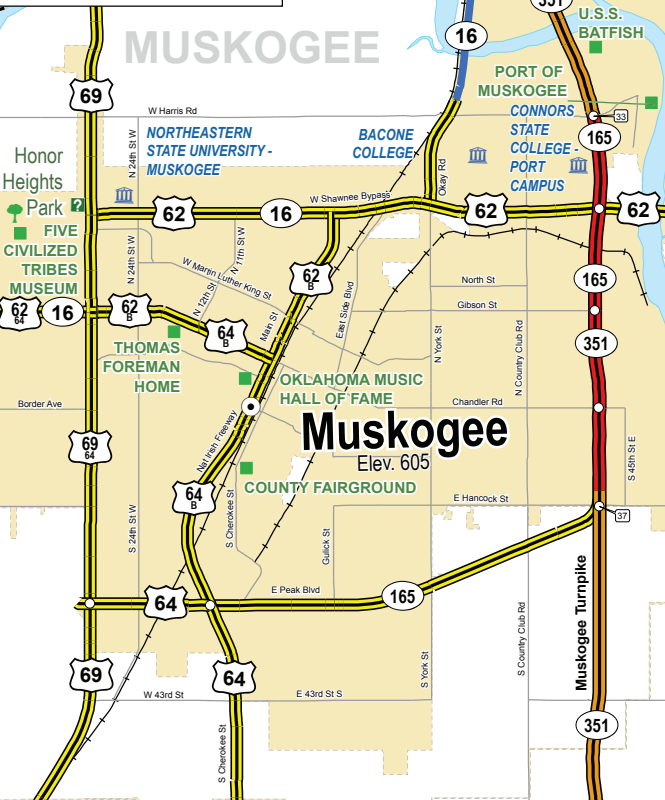 351
U.S.S.
BATFISH
16
MUSKOGEE
PORT OF
MUSKOGEE
69
W Harris Rd
33
CONNORS
STATE
COLLEGE -
PORT
CAMPUS
165
NORTHEASTERN
STATE UNIVERSITY -
MUSKOGEE
BACONE
COLLEGE
N 24th St W
Okay Rd
Honor
Heights
Park
?
W Shawnee Bypass
62
16
62
62
FIVE
CIVILIZED
TRIBES
MUSEUM
N 24th St W
N 11th St W
W Martin Luther King St
N 12th St
62
B
North St
165
Gibson St
62
64
16
62
B
64
B
Main St
East Side Blvd
N York St
N Country Club Rd
351
THOMAS
FOREMAN
HOME
OKLAHOMA MUSIC
HALL OF FAME
Border Ave
Chandler Rd
Muskogee
Elev. 605
69
64
Nat Irish Freeway
S 45th St E
COUNTY FAIRGROUND
64
B
E Hancock St
37
S 24th St W
S Cherokee St
Gulick St
E Peak Blvd
64
165
Muskogee Turnpike
S Country Club Rd
69
64
S York St
W 43rd St
E 43rd St S
351
S Cherokee St